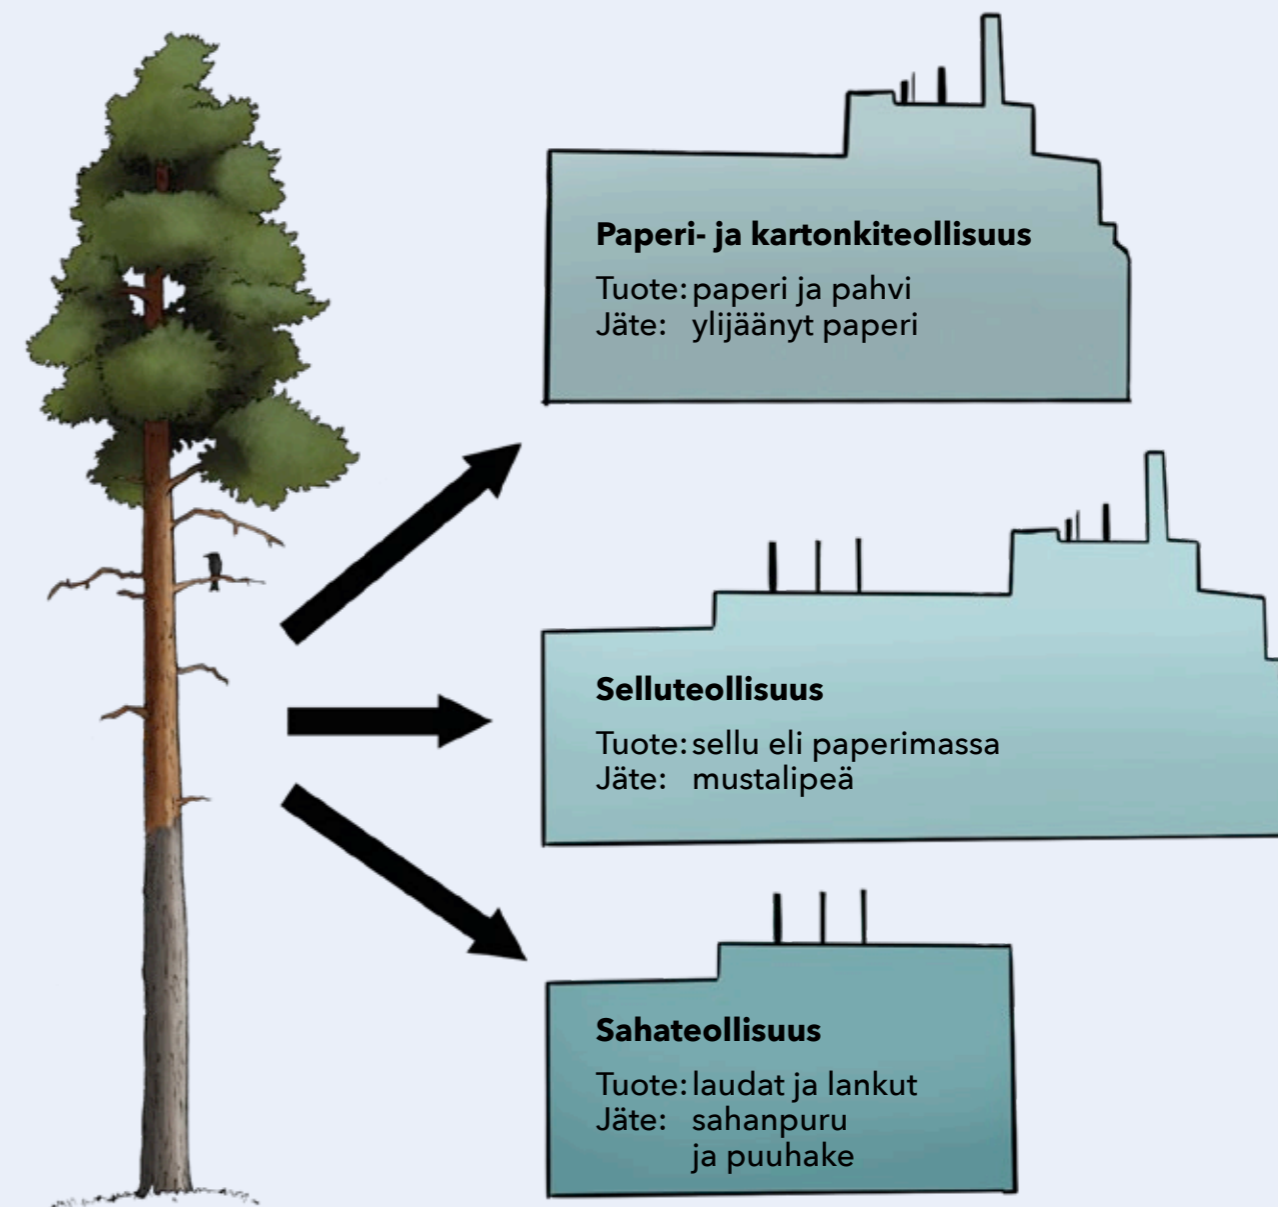 Paperi- ja kartonkiteollisuus
Tuote: paperi ja pahvi
Jäte: ylijäänyt paperi
Selluteollisuus
Tuote: sellu eli paperimassa
Jäte: mustalipeä
Sahateollisuus
Tuote: laudat ja lankut
Jäte: sahanpuru
ja puuhake